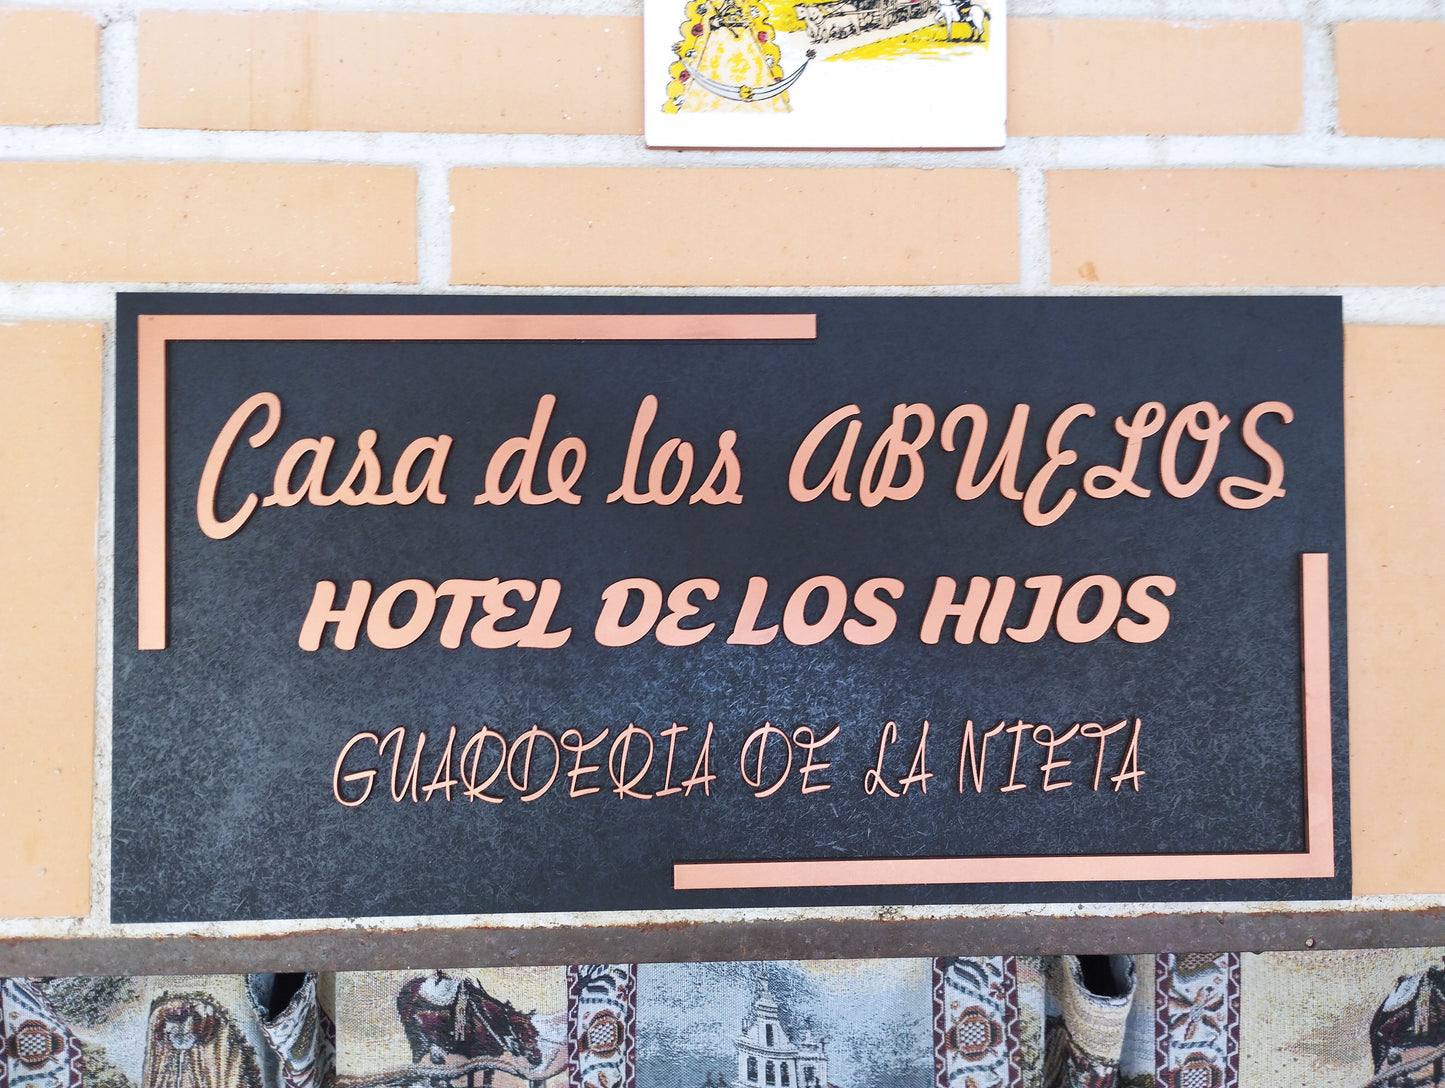 Casa de los ABUELOS
HOTEL DE LOS HIJOS
GUARDERIA DE LA NIETA